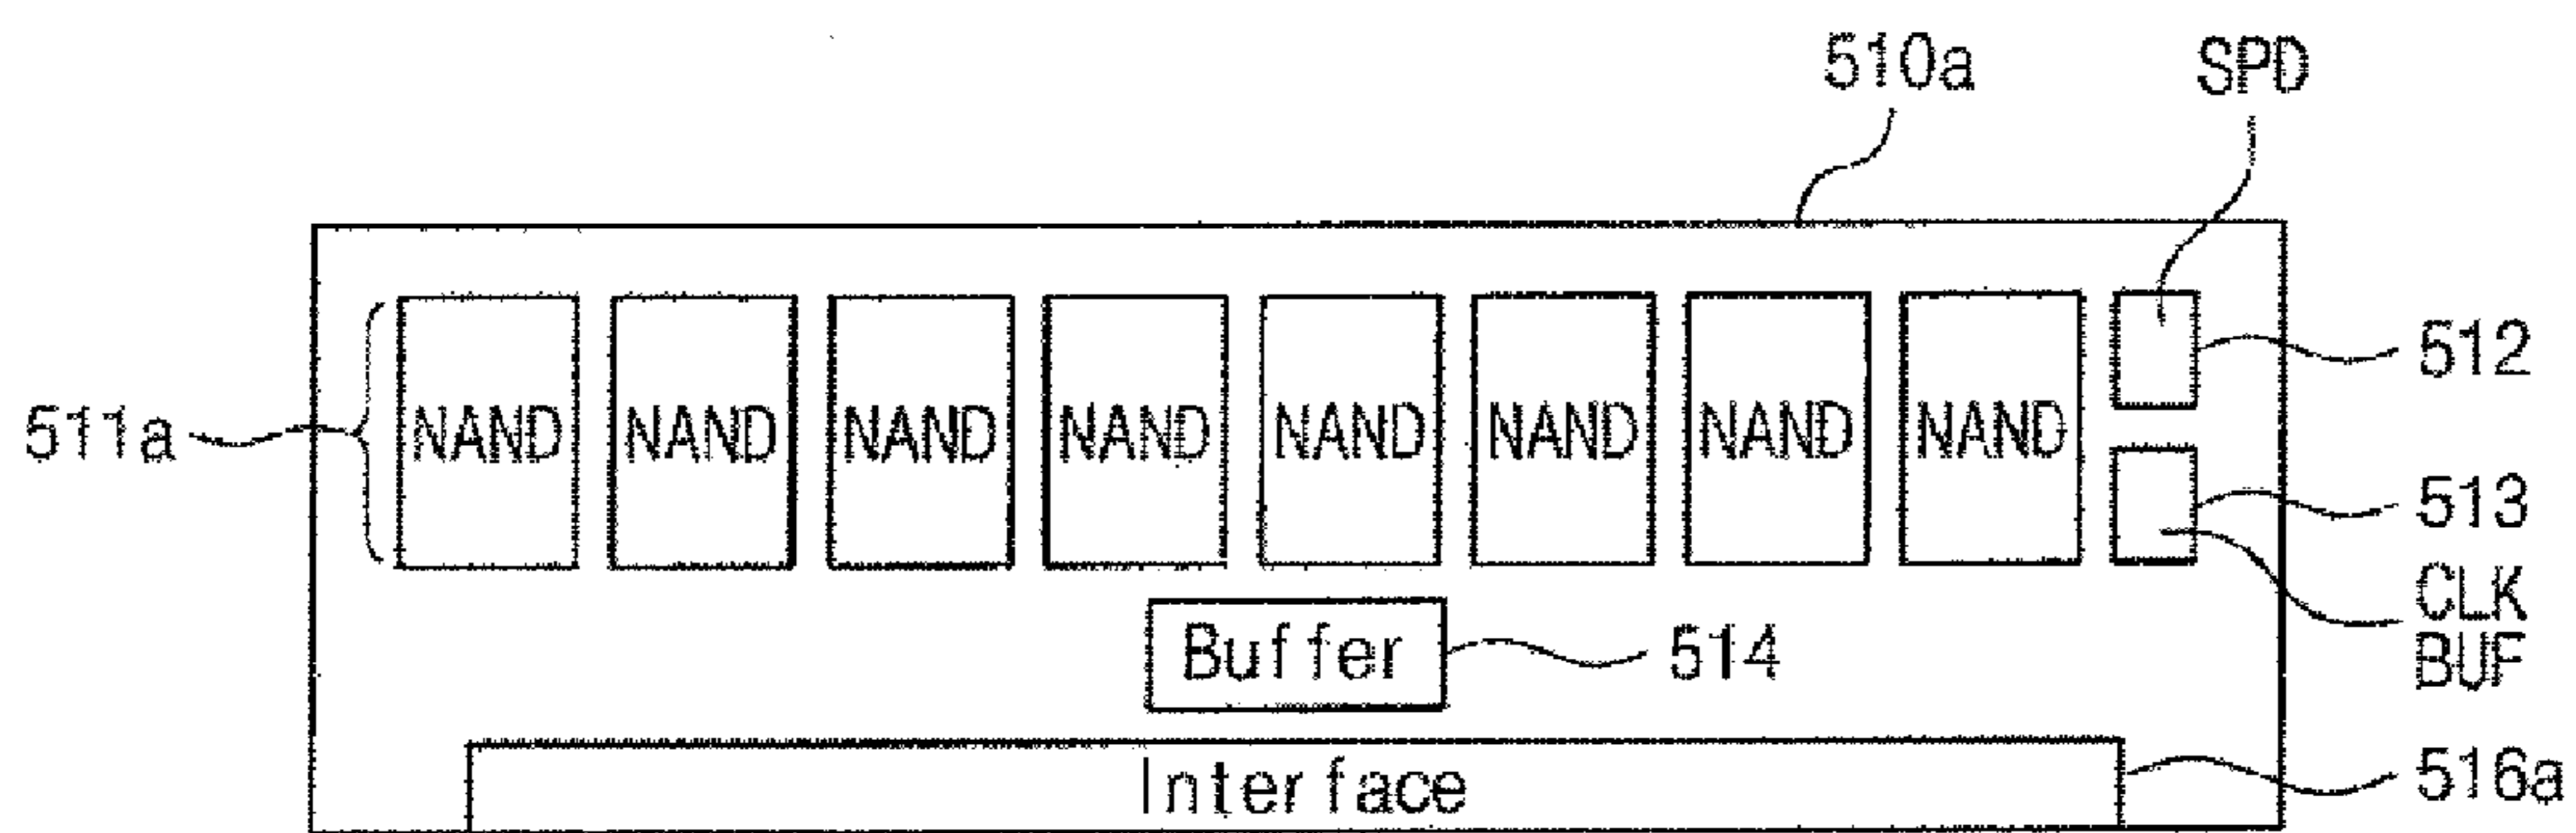 510a SPD
511a NAND NAND NAND NAND NAND NAND NAND NAND 512
513
CLK
BUF
Buffer 514
Interface 516a